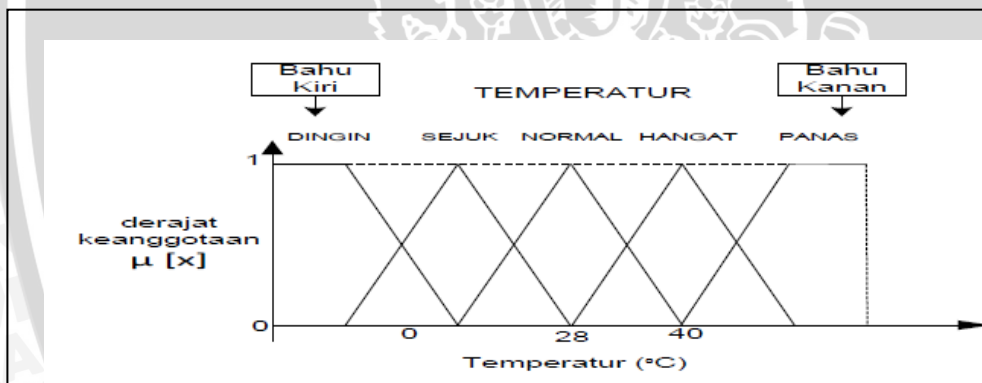 Bahu
Kiri
TEMPERATUR
Bahu
Kanan
DINGIN SEJUK NORMAL HANGAT PANAS
1
derajat
keanggotaan
μ [x]
0
0 28 40
Temperatur (°C)